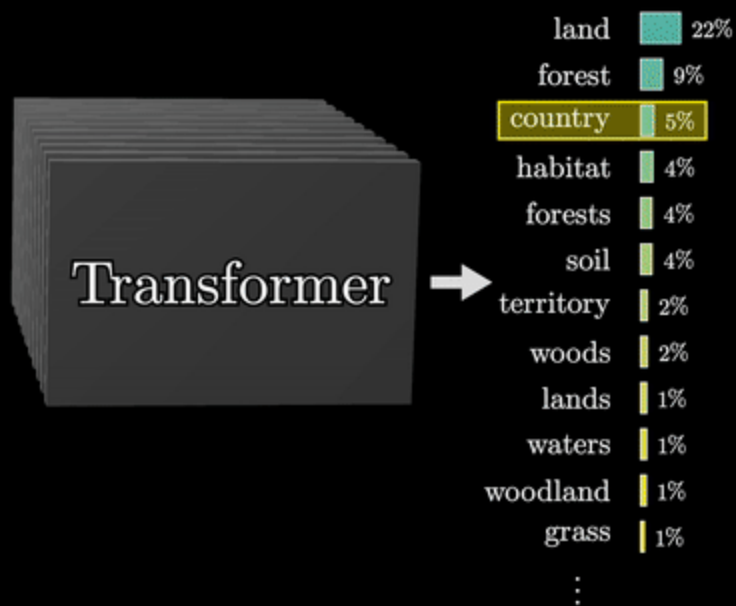 Transformer
land 22%
forest 9%
country 5%
habitat 4%
forests 4%
soil 4%
territory 2%
woods 2%
lands 1%
waters 1%
woodland 1%
grass 1%
⋮